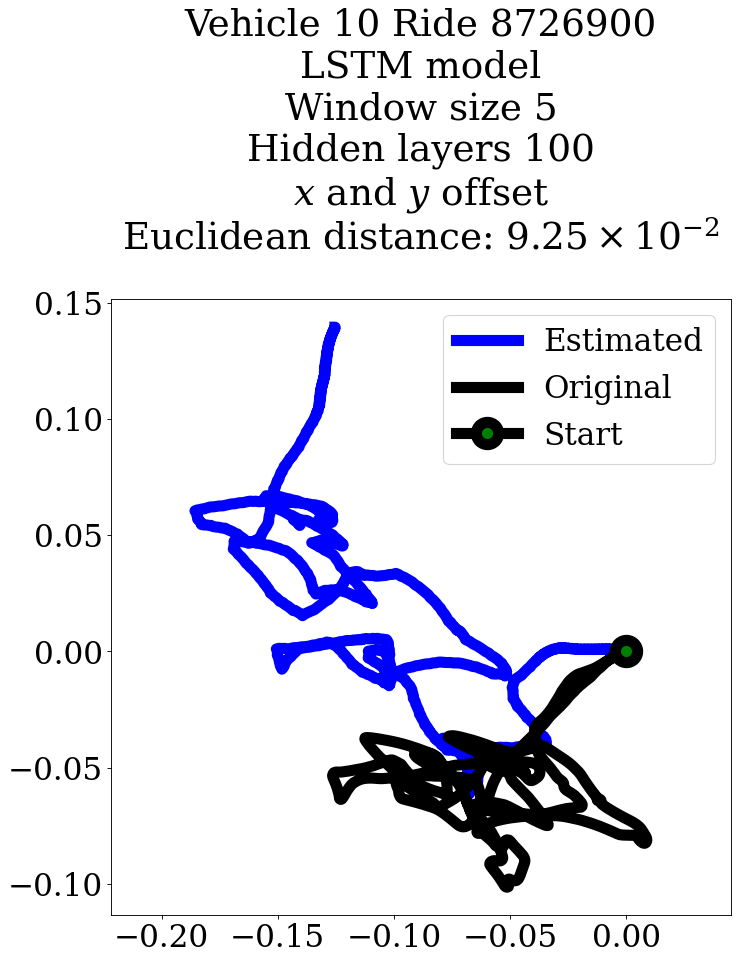 Vehicle 10 Ride 8726900
LSTM model
Window size 5
Hidden layers 100
x and y offset
Euclidean distance: 9.25 × 10⁻²
0.15
0.10
0.05
0.00
−0.05
−0.10
Estimated
Original
Start
−0.20 −0.15 −0.10 −0.05 0.00